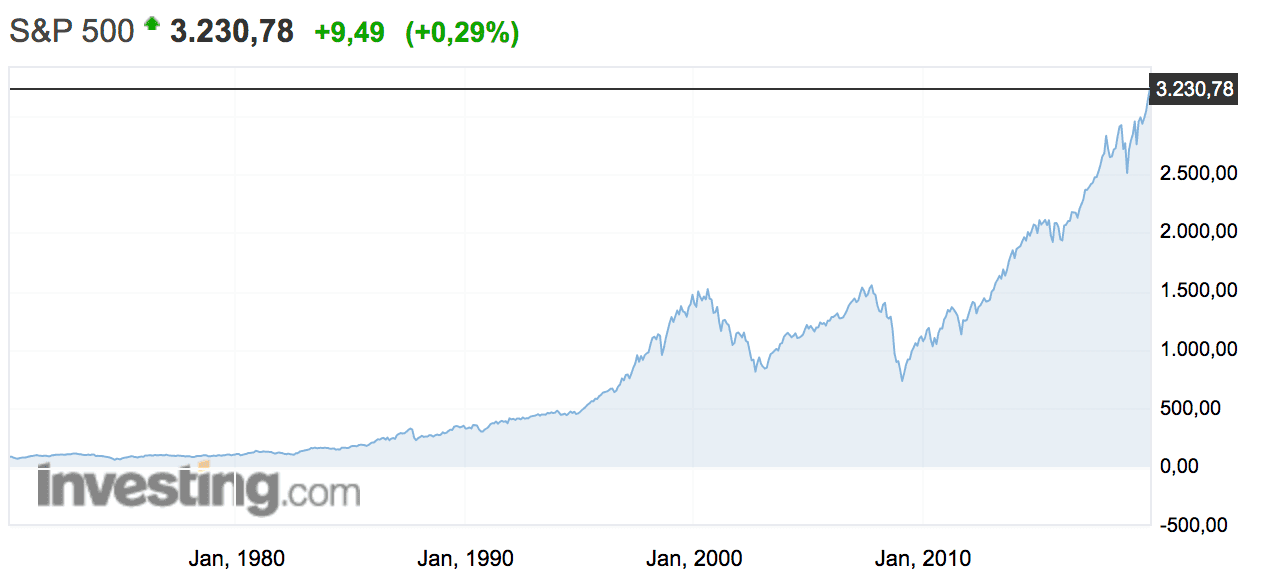 S&P 500 3.230,78 +9,49 (+0,29%)
3.230,78
2.500,00
2.000,00
1.500,00
1.000,00
500,00
0,00
-500,00
Investing.com
Jan, 1980 Jan, 1990 Jan, 2000 Jan, 2010